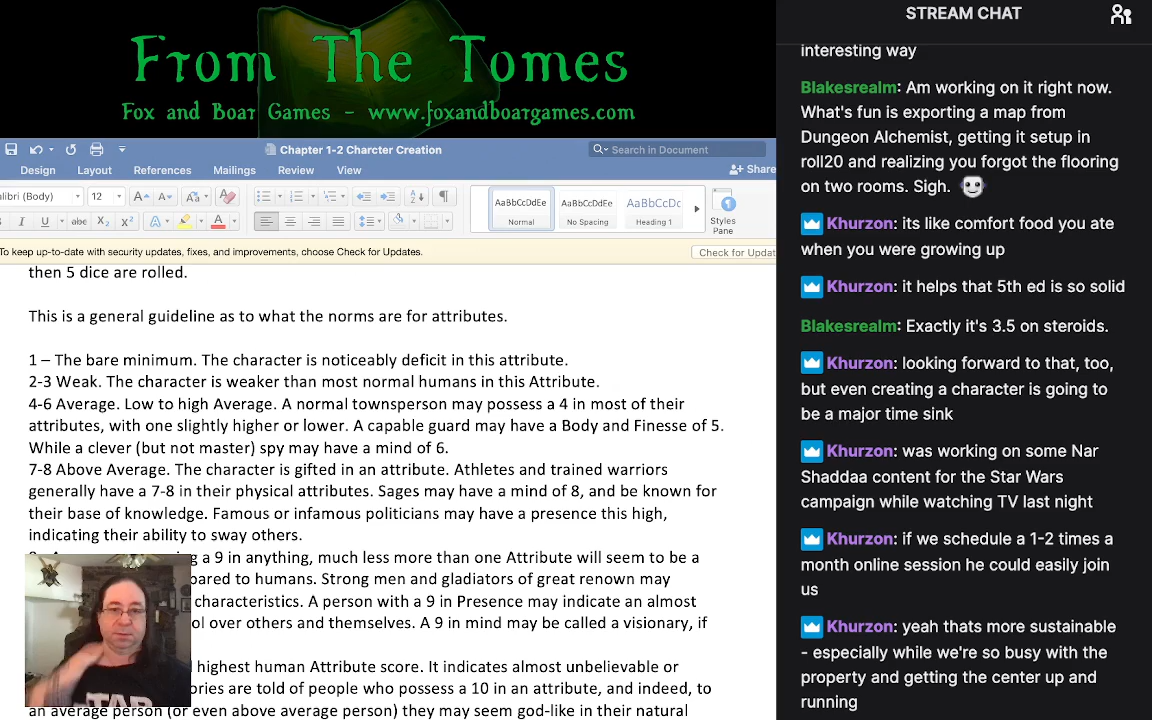 From The Tomes
Fox and Boar Games - www.foxandboargames.com
Chapter 1-2 Charcter Creation
Search in Document
Design Layout References Mailings Review View
Share
alibri (Body) 12
AaBbCcDdEe AaBbCcDdEe AaBbCcDc
Normal No Spacing Heading 1
Styles
Pane
To keep up-to-date with security updates, fixes, and improvements, choose Check for Updates.
Check for Updat
then 5 dice are rolled.
This is a general guideline as to what the norms are for attributes.
1 – The bare minimum. The character is noticeably deficit in this attribute.
2-3 Weak. The character is weaker than most normal humans in this Attribute.
4-6 Average. Low to high Average. A normal townsperson may possess a 4 in most of their
attributes, with one slightly higher or lower. A capable guard may have a Body and Finesse of 5.
While a clever (but not master) spy may have a mind of 6.
7-8 Above Average. The character is gifted in an attribute. Athletes and trained warriors
generally have a 7-8 in their physical attributes. Sages may have a mind of 8, and be known for
their base of knowledge. Famous or infamous politicians may have a presence this high,
indicating their ability to sway others.
g a 9 in anything, much less more than one Attribute will seem to be a
pared to humans. Strong men and gladiators of great renown may
characteristics. A person with a 9 in Presence may indicate an almost
ol over others and themselves. A 9 in mind may be called a visionary, if
highest human Attribute score. It indicates almost unbelievable or
ories are told of people who possess a 10 in an attribute, and indeed, to
an average person (or even above average person) they may seem god-like in their natural
STAR
STREAM CHAT
interesting way
Blakesrealm: Am working on it right now.
What's fun is exporting a map from
Dungeon Alchemist, getting it setup in
roll20 and realizing you forgot the flooring
on two rooms. Sigh.
Khurzon: its like comfort food you ate
when you were growing up
Khurzon: it helps that 5th ed is so solid
Blakesrealm: Exactly it's 3.5 on steroids.
Khurzon: looking forward to that, too,
but even creating a character is going to
be a major time sink
Khurzon: was working on some Nar
Shaddaa content for the Star Wars
campaign while watching TV last night
Khurzon: if we schedule a 1-2 times a
month online session he could easily join
us
Khurzon: yeah thats more sustainable
- especially while we're so busy with the
property and getting the center up and
running